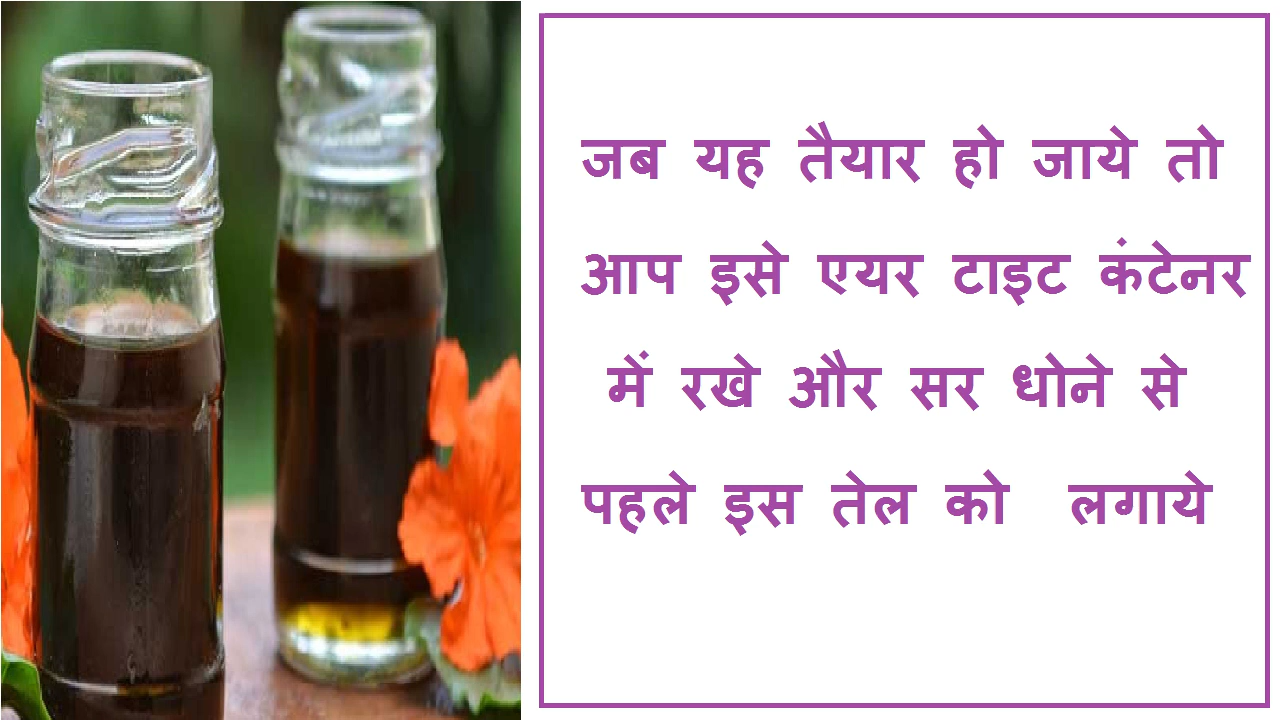 जब यह तैयार हो जाये तो
आप इसे एयर टाइट कंटेनर
में रखे और सर धोने से
पहले इस तेल को लगाये